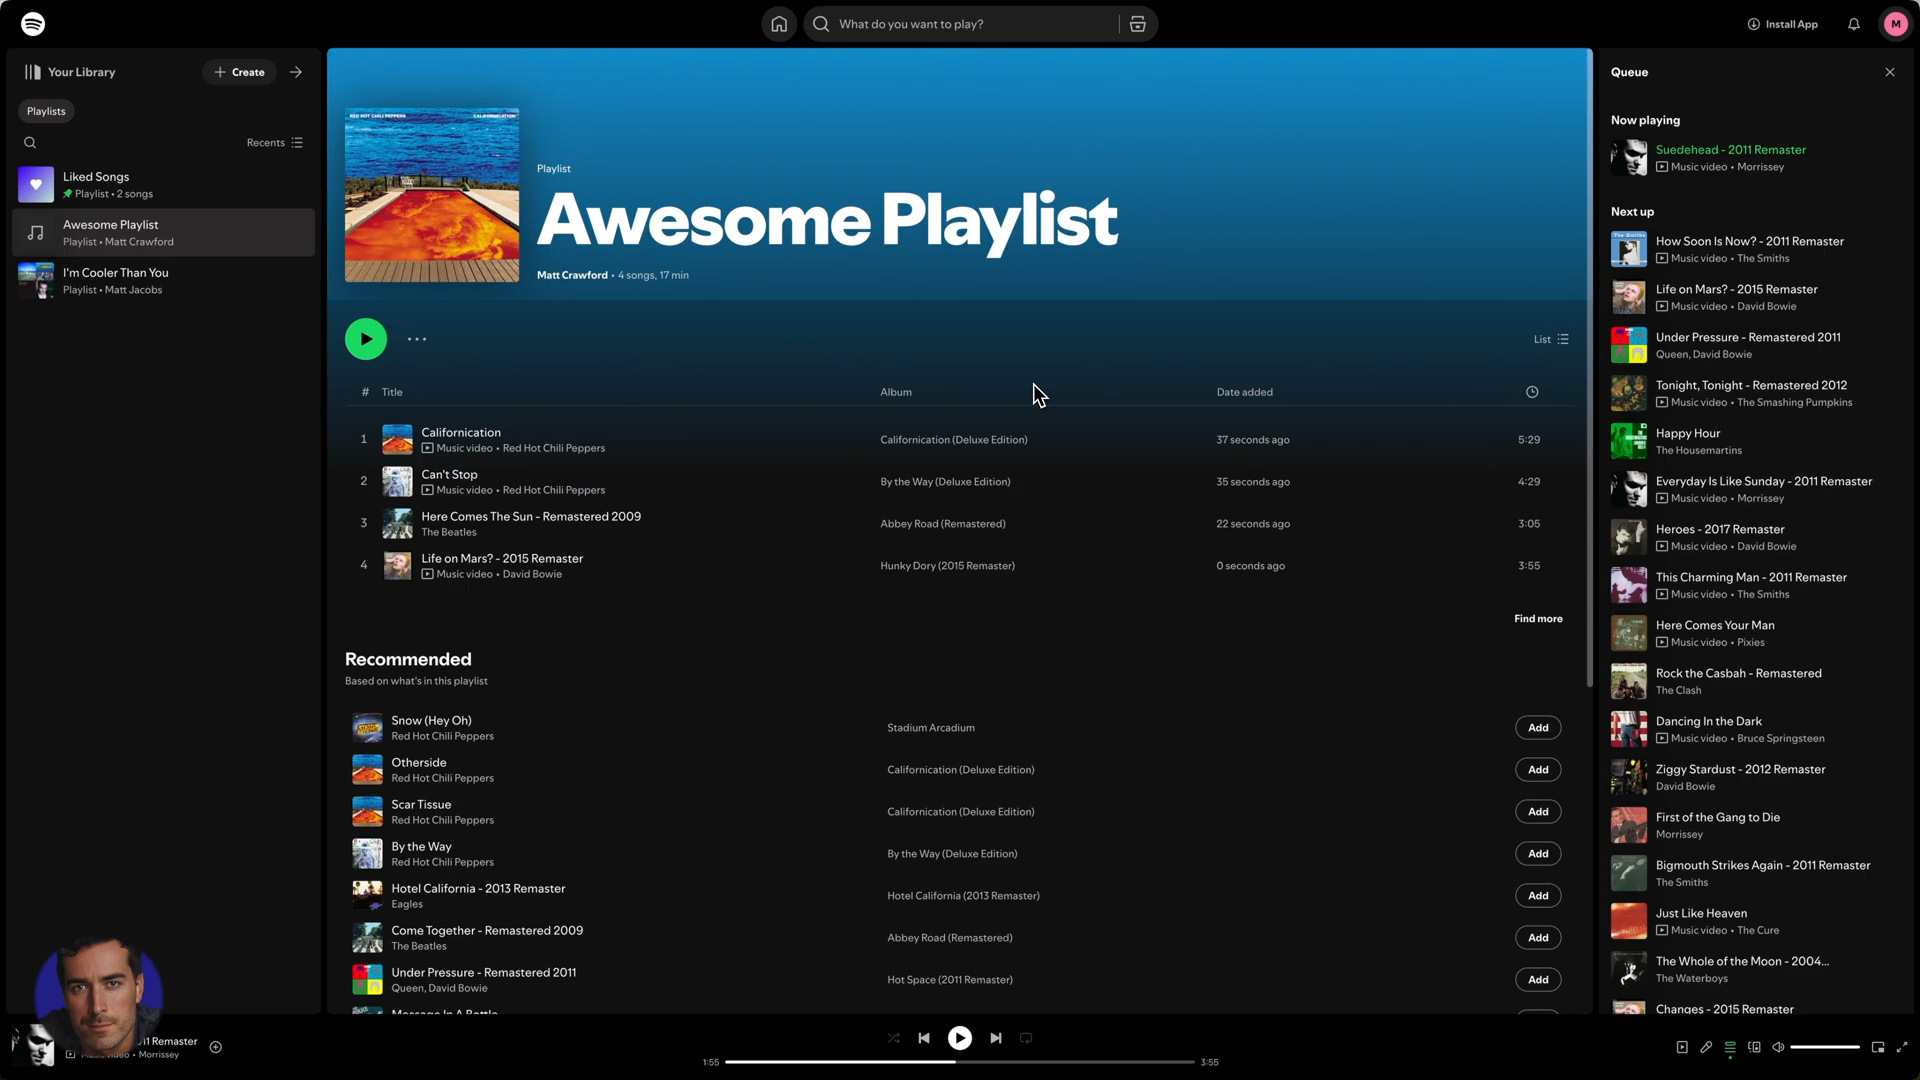 What do you want to play?
Install App
M
Your Library
Create
Playlists
Recents
Liked Songs
Playlist • 2 songs
Awesome Playlist
Playlist • Matt Crawford
I'm Cooler Than You
Playlist • Matt Jacobs
RED HOT CHILI PEPPERS
CALIFORNICATION
Playlist
Awesome Playlist
Matt Crawford • 4 songs, 17 min
List
# Title Album Date added
1 Californication Californication (Deluxe Edition) 37 seconds ago 5:29
Music video • Red Hot Chili Peppers
2 Can't Stop By the Way (Deluxe Edition) 35 seconds ago 4:29
Music video • Red Hot Chili Peppers
3 Here Comes The Sun - Remastered 2009 Abbey Road (Remastered) 22 seconds ago 3:05
The Beatles
4 Life on Mars? - 2015 Remaster Hunky Dory (2015 Remaster) 0 seconds ago 3:55
Music video • David Bowie
Find more
Recommended
Based on what's in this playlist
Snow (Hey Oh) Stadium Arcadium Add
Red Hot Chili Peppers
Otherside Californication (Deluxe Edition) Add
Red Hot Chili Peppers
Scar Tissue Californication (Deluxe Edition) Add
Red Hot Chili Peppers
By the Way By the Way (Deluxe Edition) Add
Red Hot Chili Peppers
Hotel California - 2013 Remaster Hotel California (2013 Remaster) Add
Eagles
Come Together - Remastered 2009 Abbey Road (Remastered) Add
The Beatles
Under Pressure - Remastered 2011 Hot Space (2011 Remaster) Add
Queen, David Bowie
Message In A Bottle
Queue
Now playing
Suedehead - 2011 Remaster
Music video • Morrissey
Next up
How Soon Is Now? - 2011 Remaster
Music video • The Smiths
Life on Mars? - 2015 Remaster
Music video • David Bowie
Under Pressure - Remastered 2011
Queen, David Bowie
Tonight, Tonight - Remastered 2012
Music video • The Smashing Pumpkins
Happy Hour
The Housemartins
Everyday Is Like Sunday - 2011 Remaster
Music video • Morrissey
Heroes - 2017 Remaster
Music video • David Bowie
This Charming Man - 2011 Remaster
Music video • The Smiths
Here Comes Your Man
Music video • Pixies
Rock the Casbah - Remastered
The Clash
Dancing In the Dark
Music video • Bruce Springsteen
Ziggy Stardust - 2012 Remaster
David Bowie
First of the Gang to Die
Morrissey
Bigmouth Strikes Again - 2011 Remaster
The Smiths
Just Like Heaven
Music video • The Cure
The Whole of the Moon - 2004...
The Waterboys
Changes - 2015 Remaster
11 Remaster
Music video • Morrissey
1:55
3:55